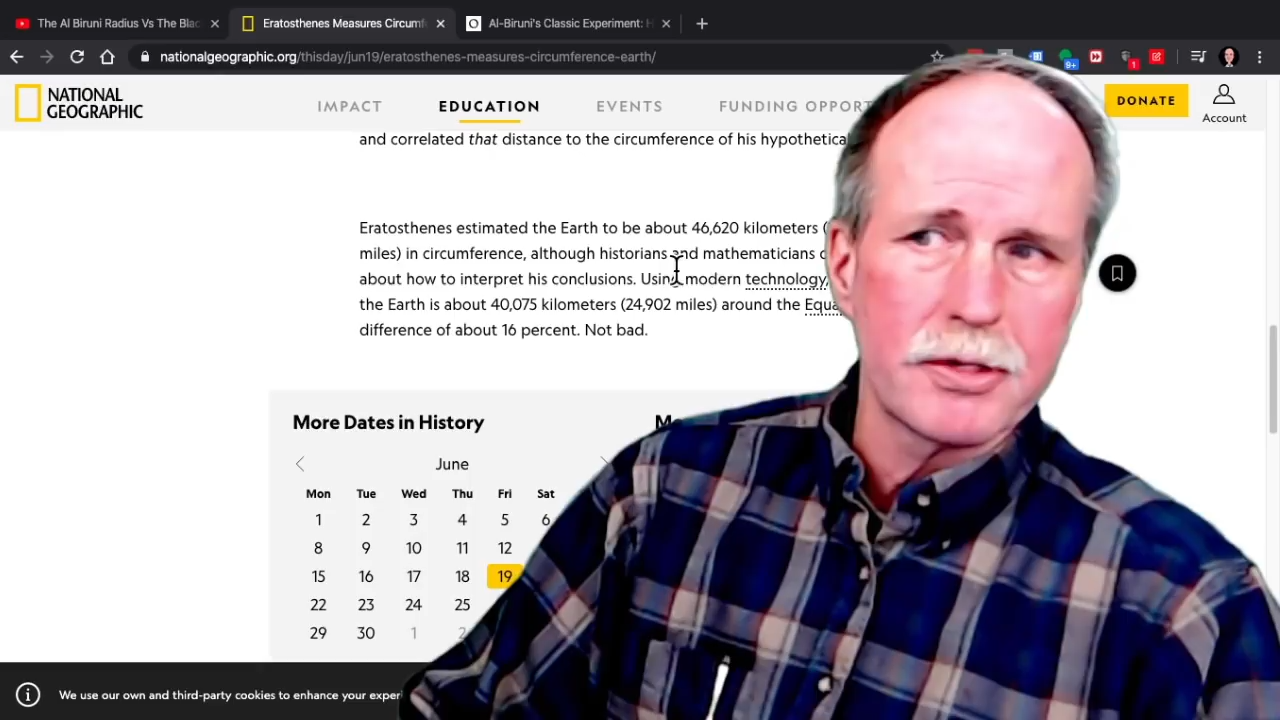 The Al Biruni Radius Vs The Bla
Eratosthenes Measures Circumf
Al-Biruni's Classic Experiment: H
nationalgeographic.org/thisday/jun19/eratosthenes-measures-circumference-earth/
9+
1
NATIONAL
GEOGRAPHIC
IMPACT
EDUCATION
EVENTS
FUNDING OPPORT
DONATE
Account
and correlated that distance to the circumference of his hypothetical
Eratosthenes estimated the Earth to be about 46,620 kilometers (
miles) in circumference, although historians and mathematicians
about how to interpret his conclusions. Using modern technology,
the Earth is about 40,075 kilometers (24,902 miles) around the Equa
difference of about 16 percent. Not bad.
More Dates in History
June
Mon Tue Wed Thu Fri Sat
1 2 3 4 5 6
8 9 10 11 12
15 16 17 18 19
22 23 24 25
29 30 1 2
We use our own and third-party cookies to enhance your exper